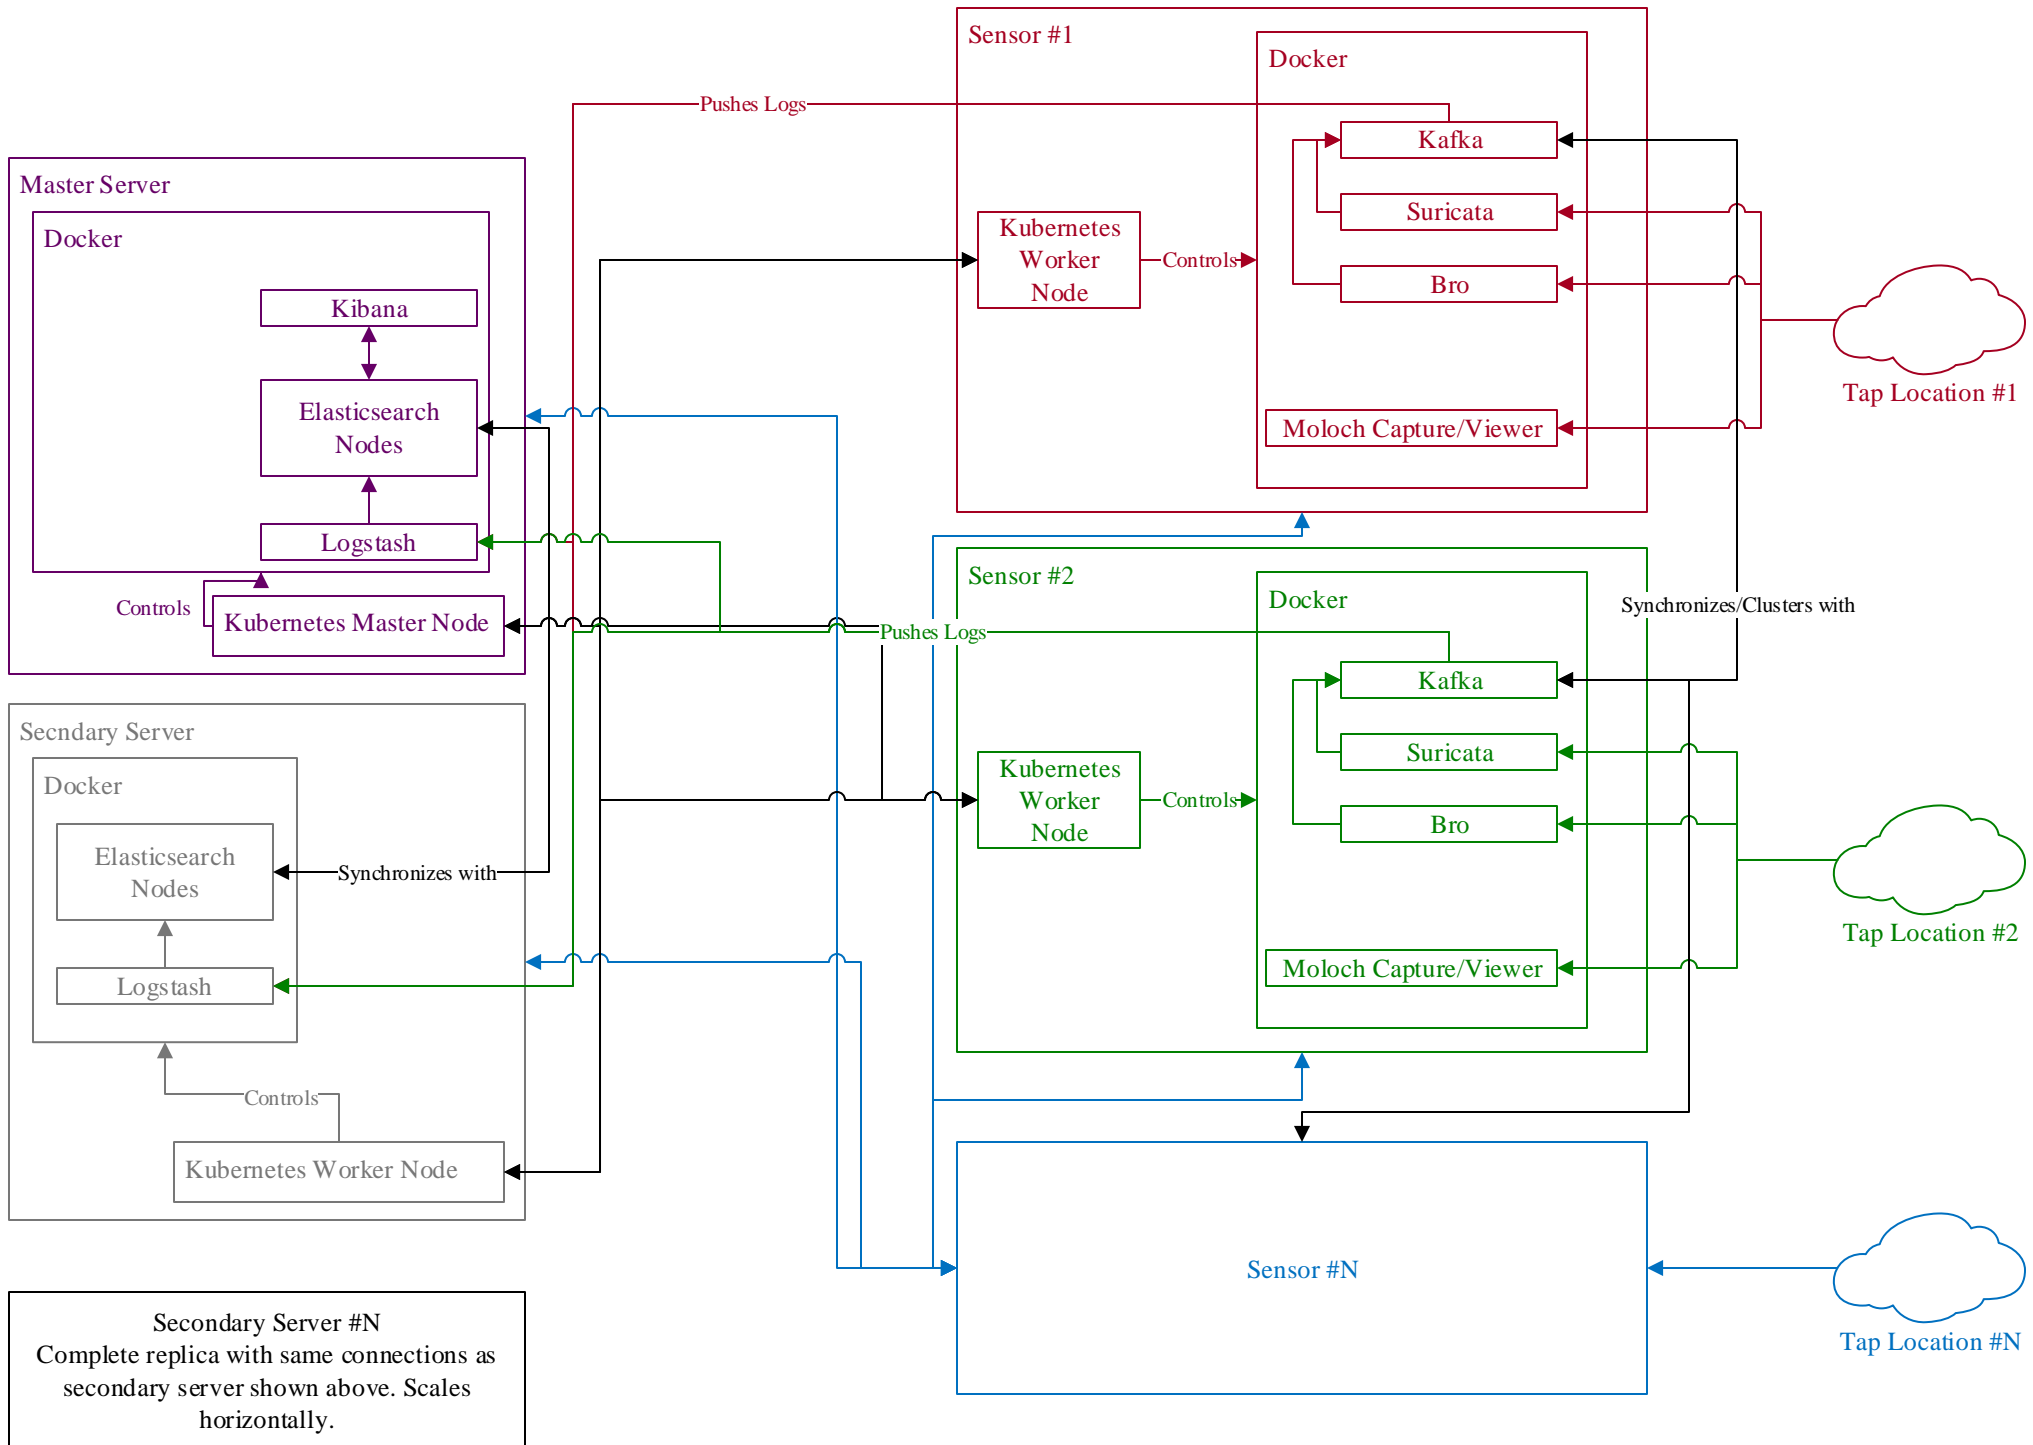 Sensor #1
Docker
Pushes Logs
Kafka
Suricata
Bro
Kubernetes
Worker
Node
Controls
Moloch Capture/Viewer
Tap Location #1
Master Server
Docker
Kibana
Elasticsearch
Nodes
Logstash
Controls
Kubernetes Master Node
Sensor #2
Docker
Synchronizes/Clusters with
Pushes Logs
Kafka
Suricata
Bro
Kubernetes
Worker
Node
Controls
Moloch Capture/Viewer
Tap Location #2
Secndary Server
Docker
Elasticsearch
Nodes
Synchronizes with
Logstash
Controls
Kubernetes Worker Node
Sensor #N
Tap Location #N
Secondary Server #N
Complete replica with same connections as
secondary server shown above. Scales
horizontally.